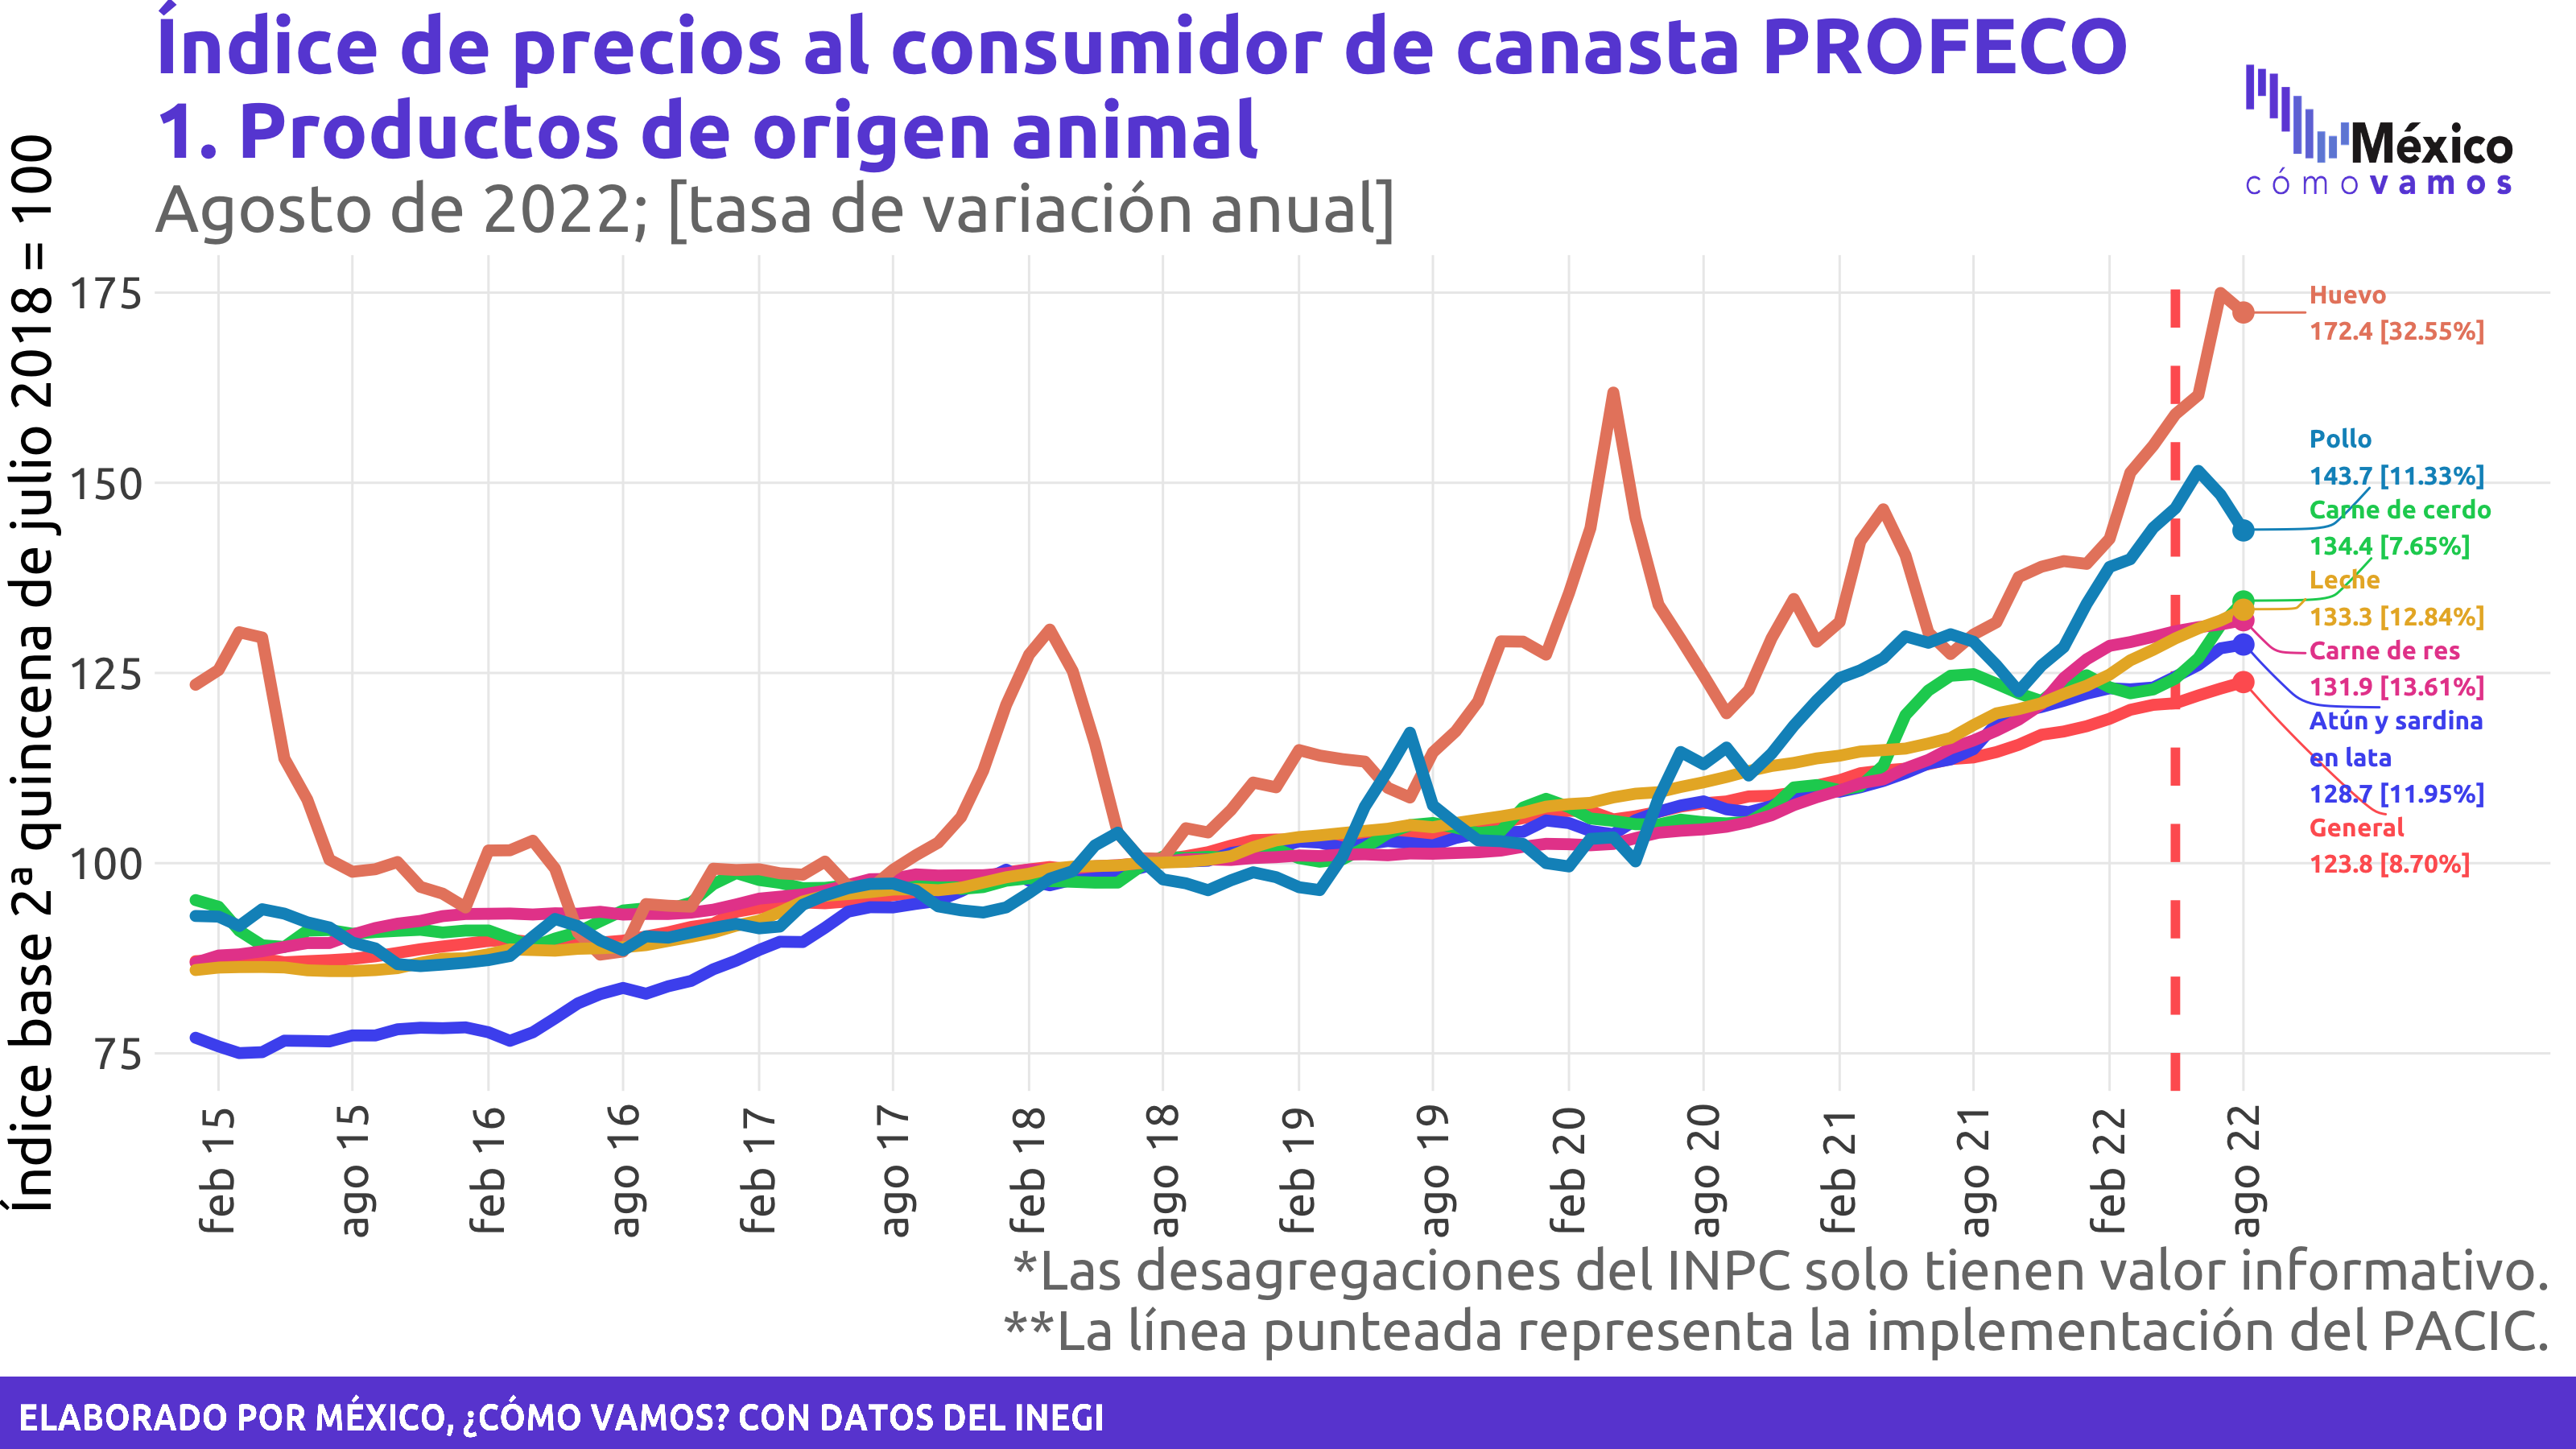 Índice de precios al consumidor de canasta PROFECO
1. Productos de origen animal
Agosto de 2022; [tasa de variación anual]
México
cómo vamos
Índice base 2ª quincena de julio 2018 = 100
175
150
125
100
75
Huevo
172.4 [32.55%]
Pollo
143.7 [11.33%]
Carne de cerdo
134.4 [7.65%]
Leche
133.3 [12.84%]
Carne de res
131.9 [13.61%]
Atún y sardina
en lata
128.7 [11.95%]
General
123.8 [8.70%]
feb 15
ago 15
feb 16
ago 16
feb 17
ago 17
feb 18
ago 18
feb 19
ago 19
feb 20
ago 20
feb 21
ago 21
feb 22
ago 22
*Las desagregaciones del INPC solo tienen valor informativo.
**La línea punteada representa la implementación del PACIC.
ELABORADO POR MÉXICO, ¿CÓMO VAMOS? CON DATOS DEL INEGI